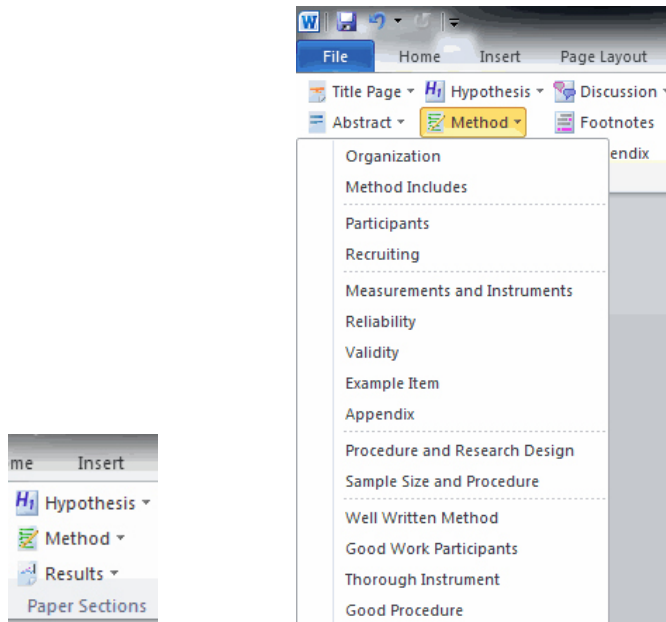 W
File Home Insert Page Layout
Title Page H1 Hypothesis Discussion
Abstract Method Footnotes
endix
Organization
Method Includes
Participants
Recruiting
Measurements and Instruments
Reliability
Validity
Example Item
Appendix
Procedure and Research Design
Sample Size and Procedure
Well Written Method
Good Work Participants
Thorough Instrument
Good Procedure
me Insert
H1 Hypothesis
Method
Results
Paper Sections